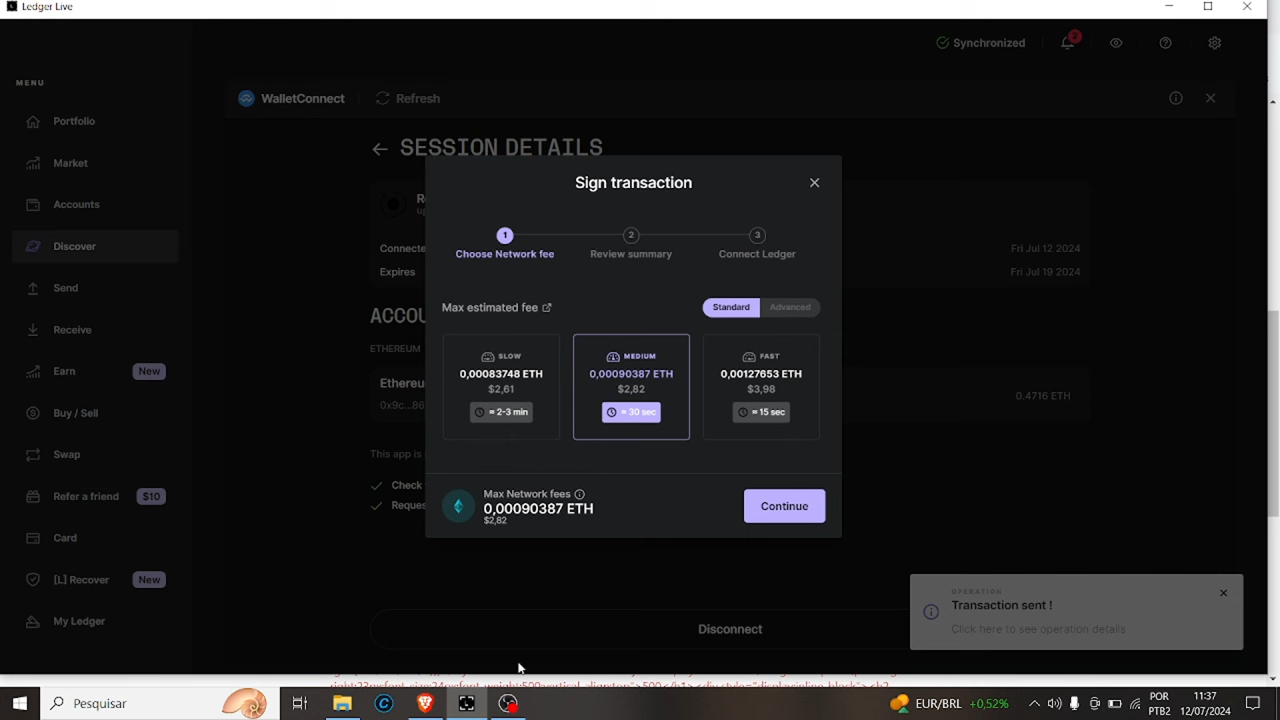 Ledger Live
Synchronized
2
MENU
Portfolio
Market
Accounts
Discover
Send
Receive
Earn New
Buy / Sell
Swap
Refer a friend $10
Card
[L] Recover New
My Ledger
WalletConnect Refresh
SESSION DETAILS
Connecte Fri Jul 12 2024
Expires Fri Jul 19 2024
ACCOU
ETHEREUM
Ethereu
0x9c...86 0.4716 ETH
This app is
Check
Reques
Disconnect
Sign transaction
1 2 3
Choose Network fee Review summary Connect Ledger
Max estimated fee Standard Advanced
SLOW MEDIUM FAST
0,00083748 ETH 0,00090387 ETH 0,00127653 ETH
$2,61 $2,82 $3,98
≈ 2-3 min ≈ 30 sec ≈ 15 sec
Max Network fees
0,00090387 ETH
$2,82
Continue
OPERATION
Transaction sent !
Click here to see operation details
Pesquisar
EUR/BRL +0,52%
POR
PTB2
11:37
12/07/2024